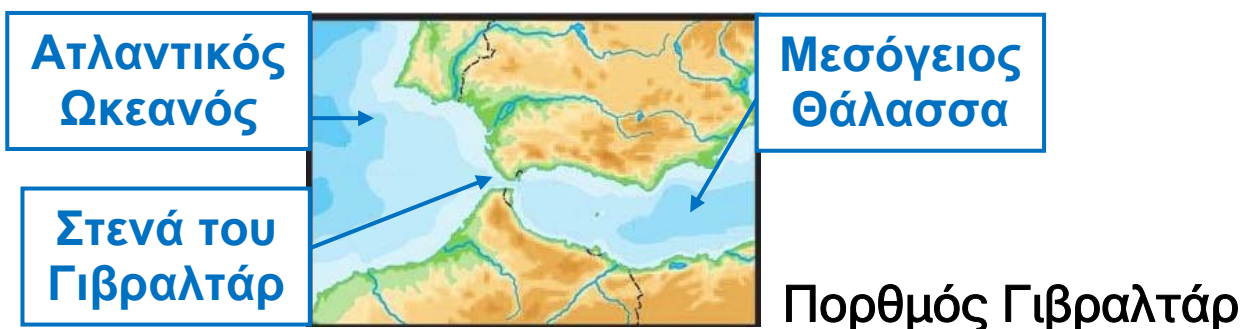 Ατλαντικός
Ωκεανός
Μεσόγειος
Θάλασσα
Στενά του
Γιβραλτάρ
Πορθμός Γιβραλτάρ